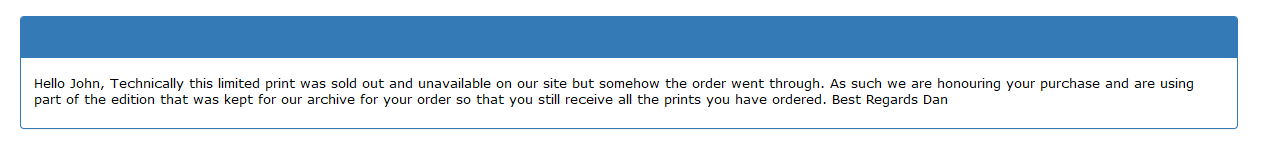 Hello John, Technically this limited print was sold out and unavailable on our site but somehow the order went through. As such we are honouring your purchase and are using
part of the edition that was kept for our archive for your order so that you still receive all the prints you have ordered. Best Regards Dan